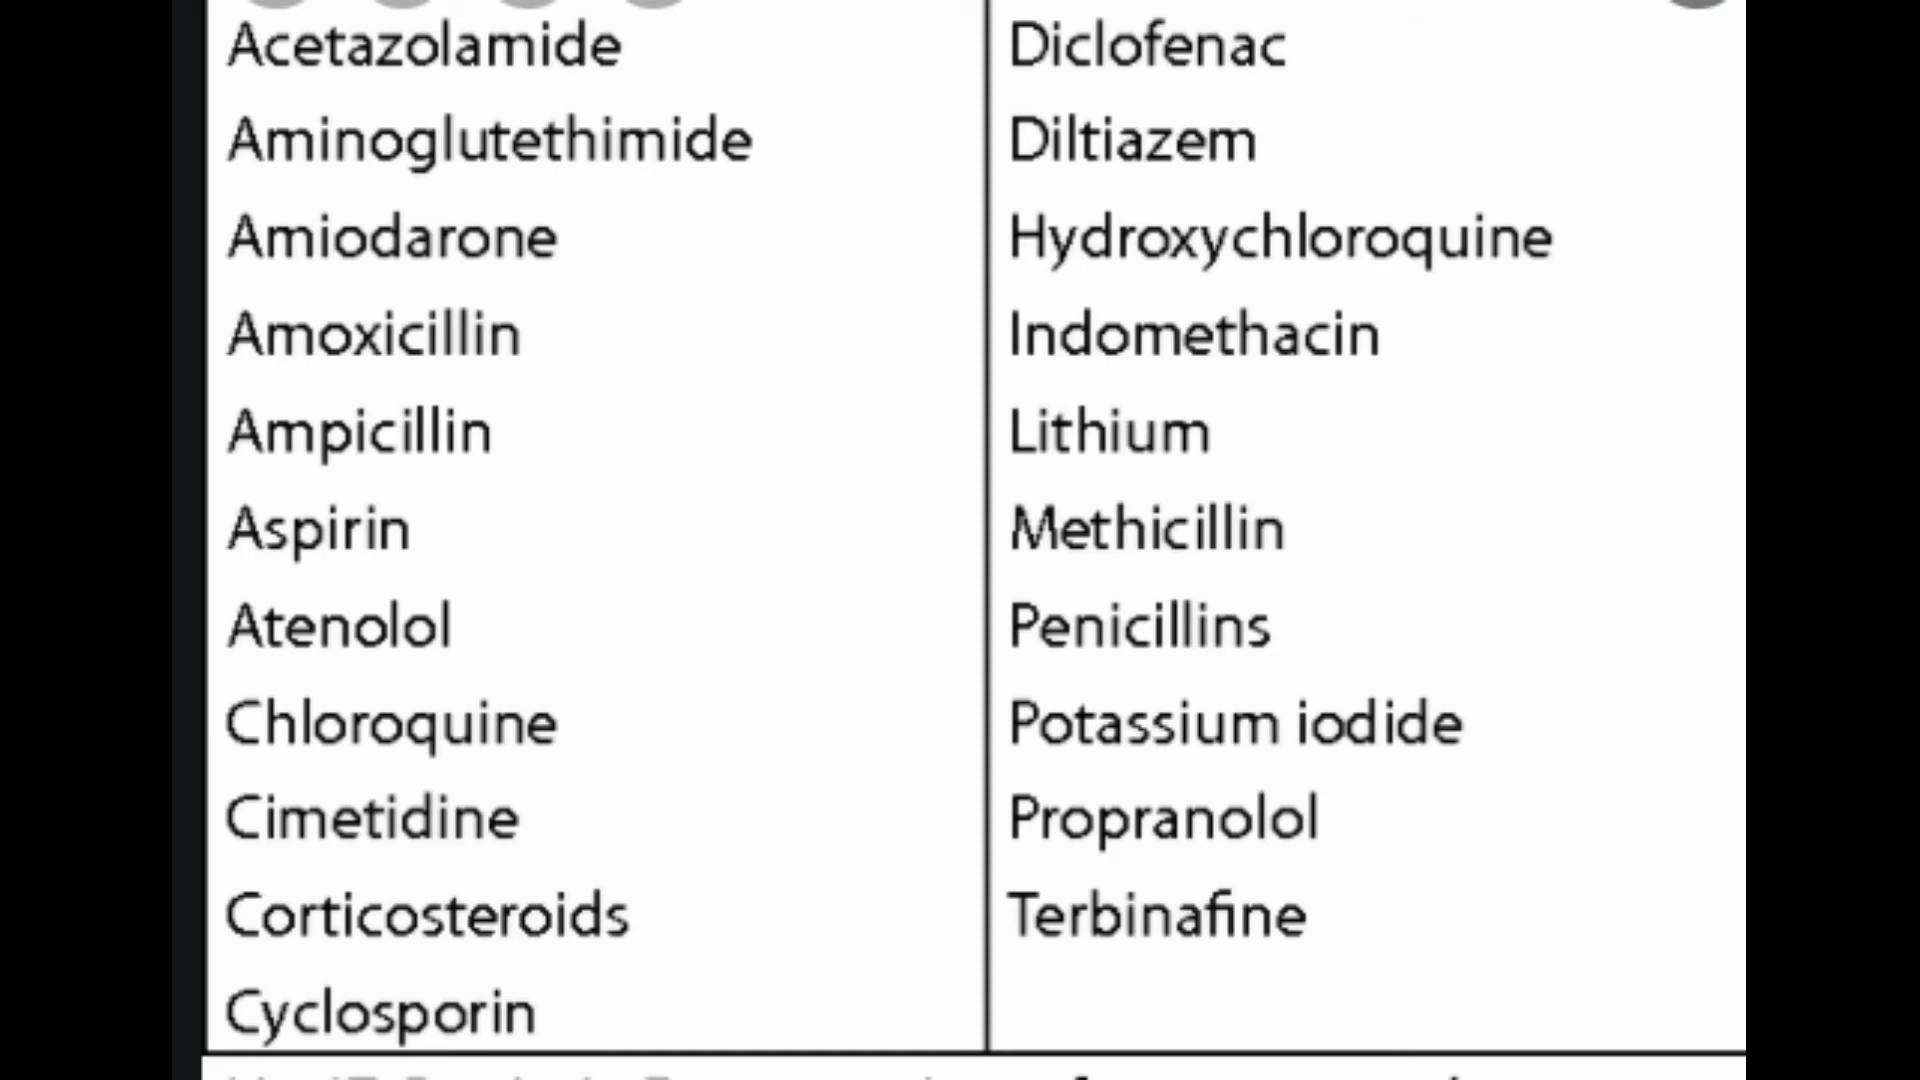 Acetazolamide
Aminoglutethimide
Amiodarone
Amoxicillin
Ampicillin
Aspirin
Atenolol
Chloroquine
Cimetidine
Corticosteroids
Cyclosporin
Diclofenac
Diltiazem
Hydroxychloroquine
Indomethacin
Lithium
Methicillin
Penicillins
Potassium iodide
Propranolol
Terbinafine